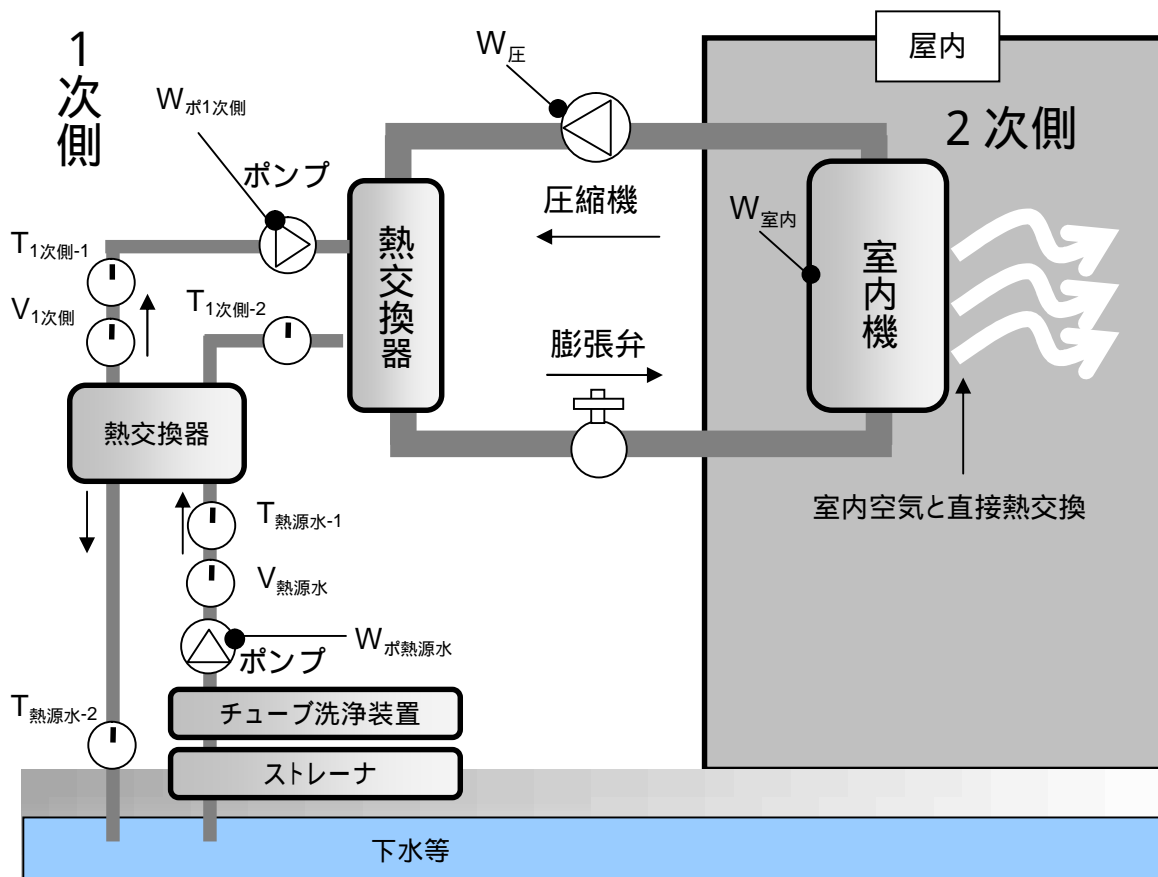 1次側
W圧
屋内
Wポ1次側
2 次側
ポンプ
圧縮機
W室内
熱交換器
室内機
T1次側-1
V1次側
T1次側-2
膨張弁
熱交換器
室内空気と直接熱交換
T熱源水-1
V熱源水
Wポ熱源水
ポンプ
T熱源水-2
チューブ洗浄装置
ストレーナ
下水等